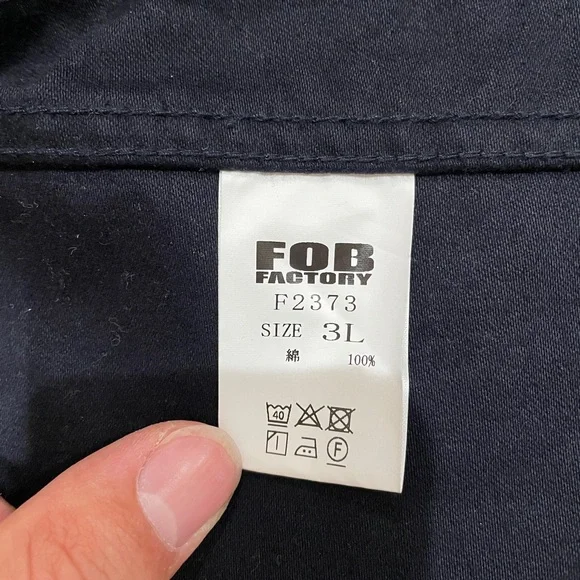 FOB
FACTORY
F2373
SIZE 3L
綿 100%
40
F